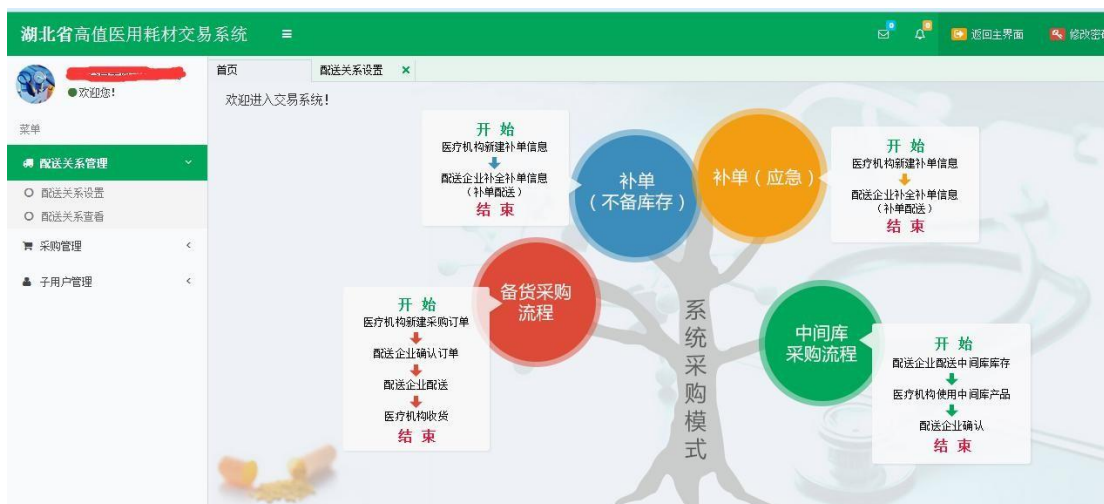 湖北省高值医用耗材交易系统
0
0
返回主界面
修改密
欢迎您!
菜单
配送关系管理
配送关系设置
配送关系查看
采购管理
子用户管理
首页
配送关系设置 ×
欢迎进入交易系统!
开 始
医疗机构新建补单信息
配送企业补全补单信息
(补单配送)
结 束
补单
(不备库存)
补单(应急)
开 始
医疗机构新建补单信息
配送企业补全补单信息
(补单配送)
结 束
备货采购
流程
开 始
医疗机构新建采购订单
配送企业确认订单
配送企业配送
医疗机构收货
结 束
系统采购模式
中间库
采购流程
开 始
配送企业配送中间库库存
医疗机构使用中间库产品
配送企业确认
结 束